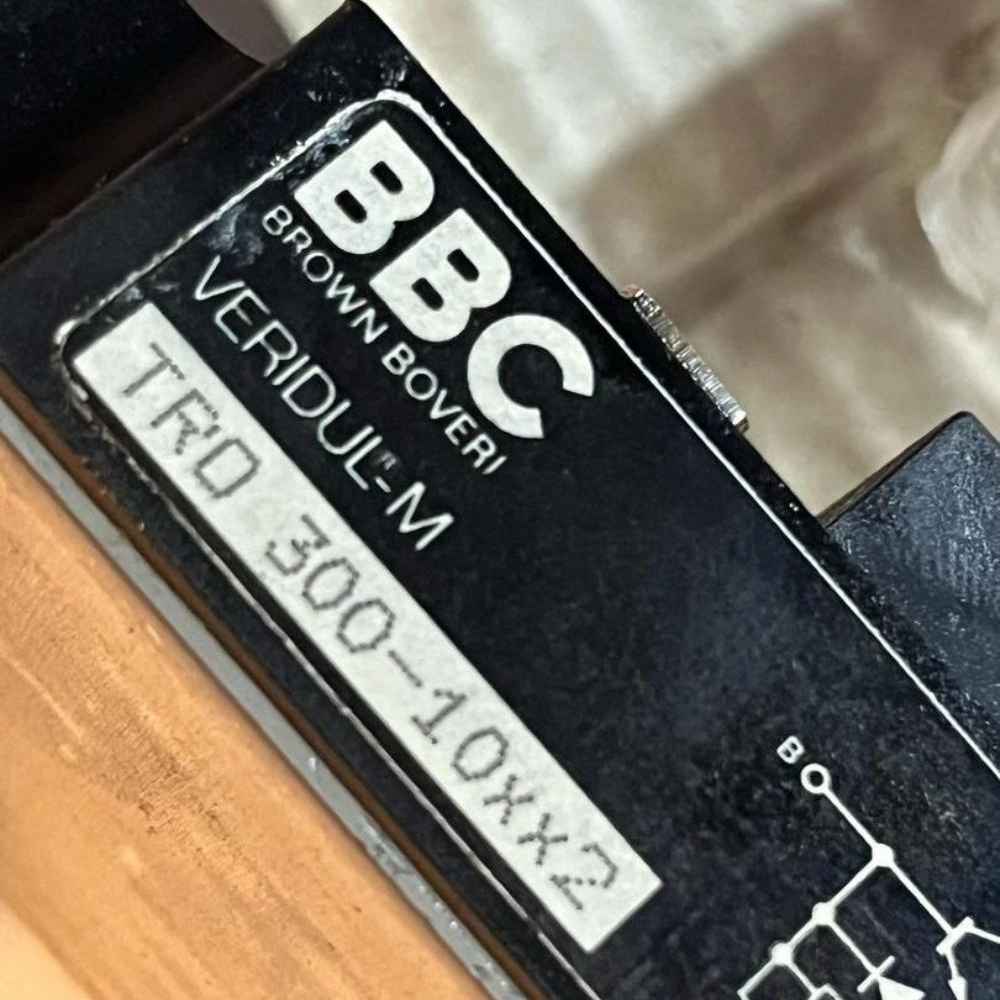 BBC
BROWN BOVERI
VERIDUL-M
TRD 300-10xx2
B